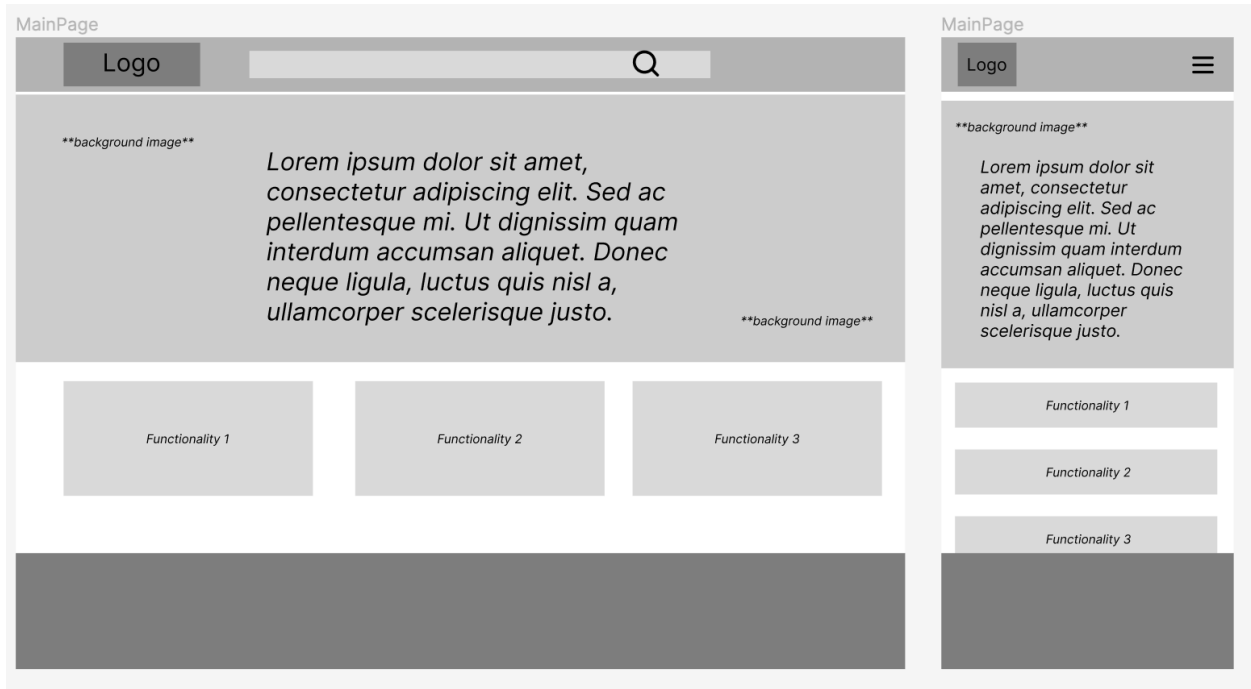 MainPage
Logo
**background image**
Lorem ipsum dolor sit amet,
consectetur adipiscing elit. Sed ac
pellentesque mi. Ut dignissim quam
interdum accumsan aliquet. Donec
neque ligula, luctus quis nisl a,
ullamcorper scelerisque justo.
**background image**
Functionality 1
Functionality 2
Functionality 3
MainPage
Logo
**background image**
Lorem ipsum dolor sit
amet, consectetur
adipiscing elit. Sed ac
pellentesque mi. Ut
dignissim quam interdum
accumsan aliquet. Donec
neque ligula, luctus quis
nisl a, ullamcorper
scelerisque justo.
Functionality 1
Functionality 2
Functionality 3